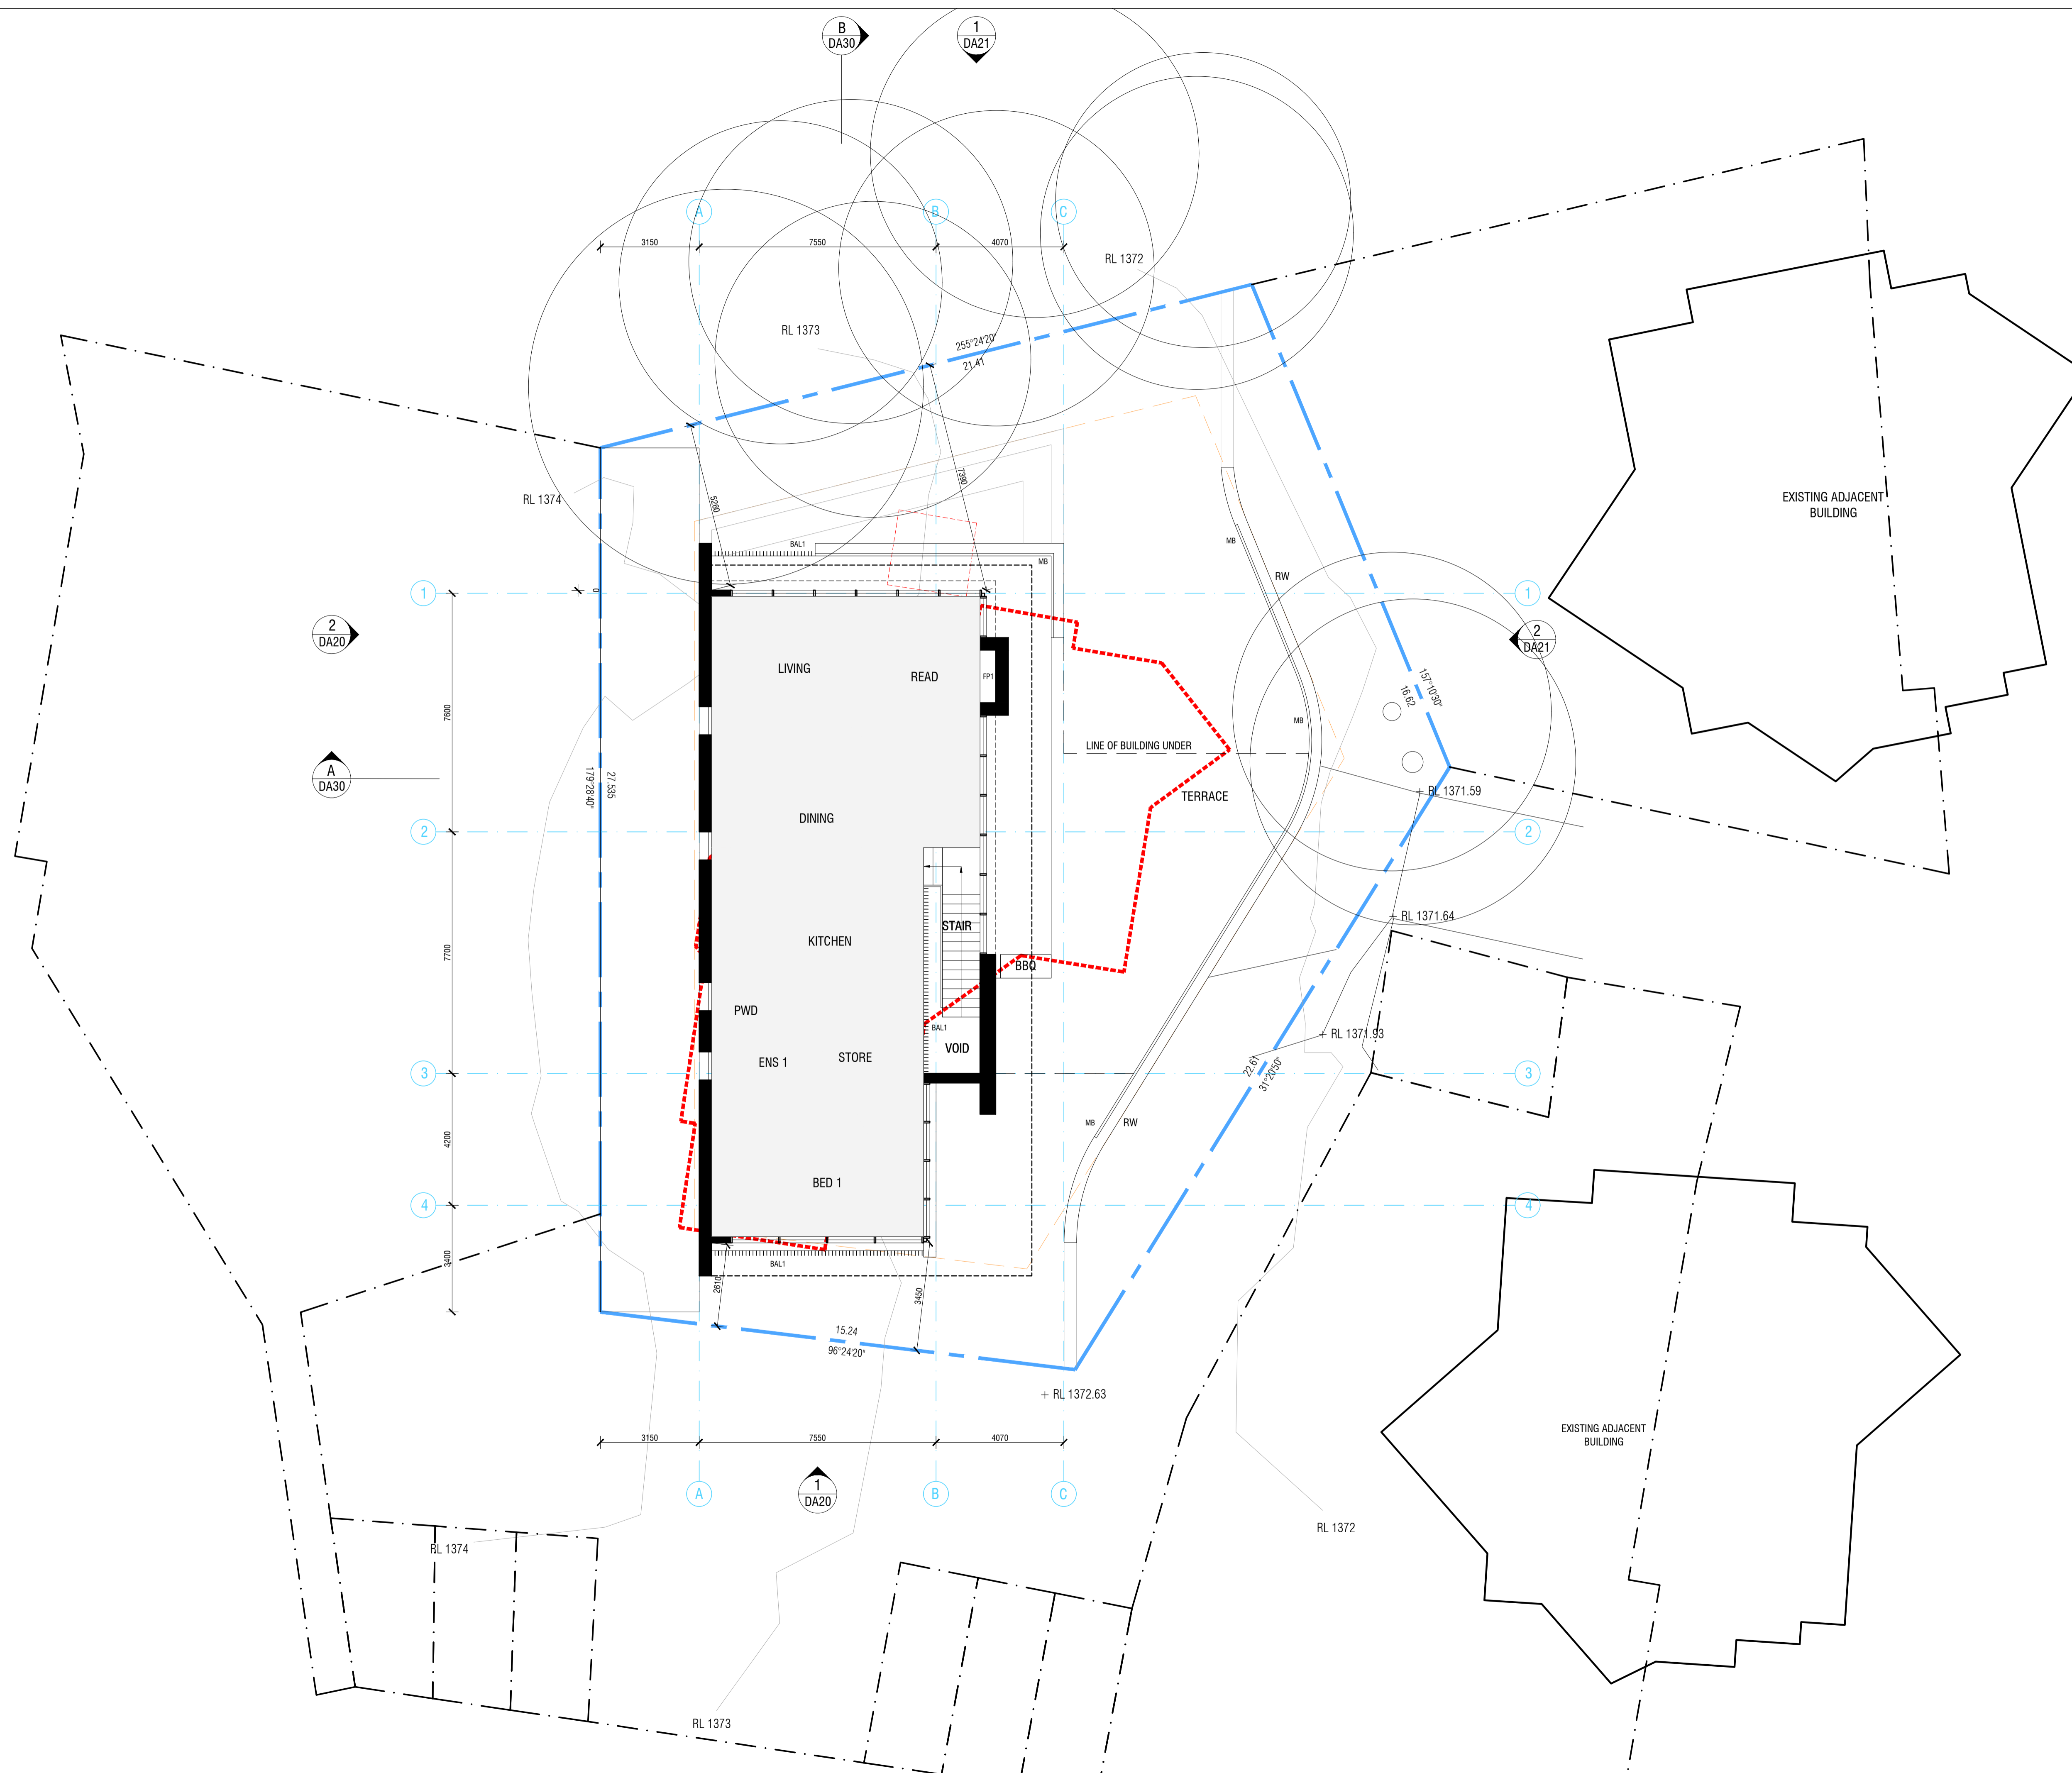 B
DA30
1
DA21
A
B
C
3150
7550
4070
RL 1372
RL 1373
255°24'20"
21.41
RL 1374
5260
7390
EXISTING ADJACENT
BUILDING
BAL1
MB
MB
RW
1
0
1
2
DA20
2
DA21
LIVING
READ
FP1
157°10'30"
16.62
7600
MB
LINE OF BUILDING UNDER
A
DA30
179°28'40"
27.535
TERRACE
RL 1371.59
DINING
2
2
RL 1371.64
STAIR
KITCHEN
7700
BBQ
PWD
BAL1
RL 1371.93
VOID
STORE
ENS 1
3
3
22.61
31°20'50"
MB
RW
4200
BED 1
4
4
3400
BAL1
2610
3450
15.24
96°24'20"
RL 1372.63
EXISTING ADJACENT
BUILDING
3150
7550
4070
1
DA20
A
B
C
RL 1372
RL 1374
RL 1373